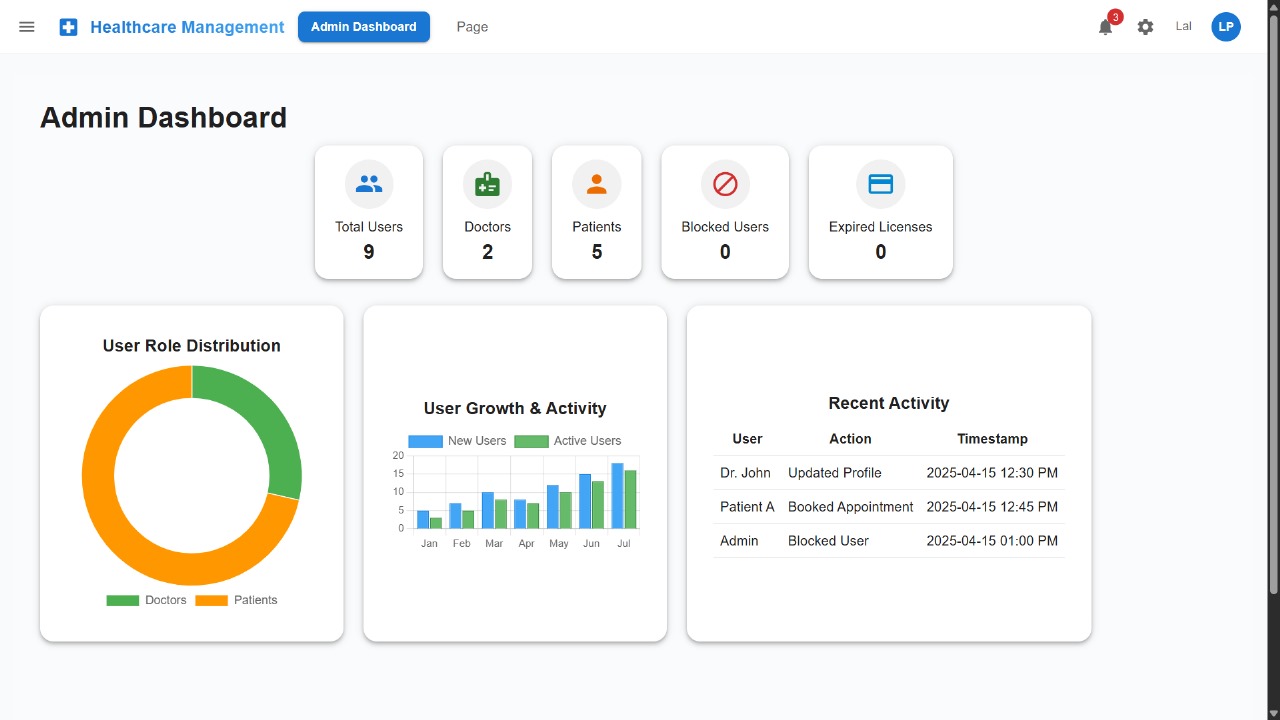 Healthcare Management Admin Dashboard Page 3 Lal LP
Admin Dashboard
Total Users Doctors Patients Blocked Users Expired Licenses
9 2 5 0 0
User Role Distribution
Doctors Patients
User Growth & Activity
New Users Active Users
20
15
10
5
0
Jan Feb Mar Apr May Jun Jul
Recent Activity
User Action Timestamp
Dr. John Updated Profile 2025-04-15 12:30 PM
Patient A Booked Appointment 2025-04-15 12:45 PM
Admin Blocked User 2025-04-15 01:00 PM